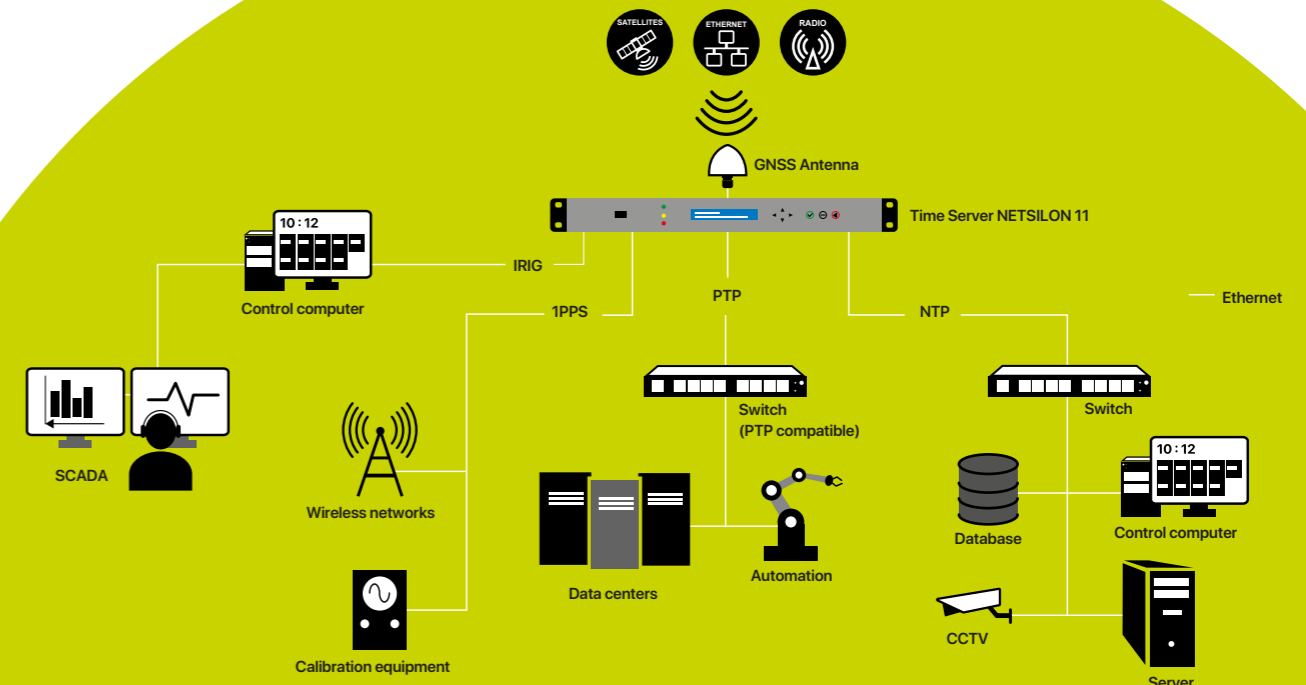 SATELLITES
ETHERNET
RADIO
GNSS Antenna
Time Server NETSILON 11
10:12
Control computer
IRIG
1PPS
PTP
NTP
Ethernet
SCADA
Wireless networks
Calibration equipment
Switch
(PTP compatible)
Data centers
Automation
Switch
Database
10:12
Control computer
CCTV
Server